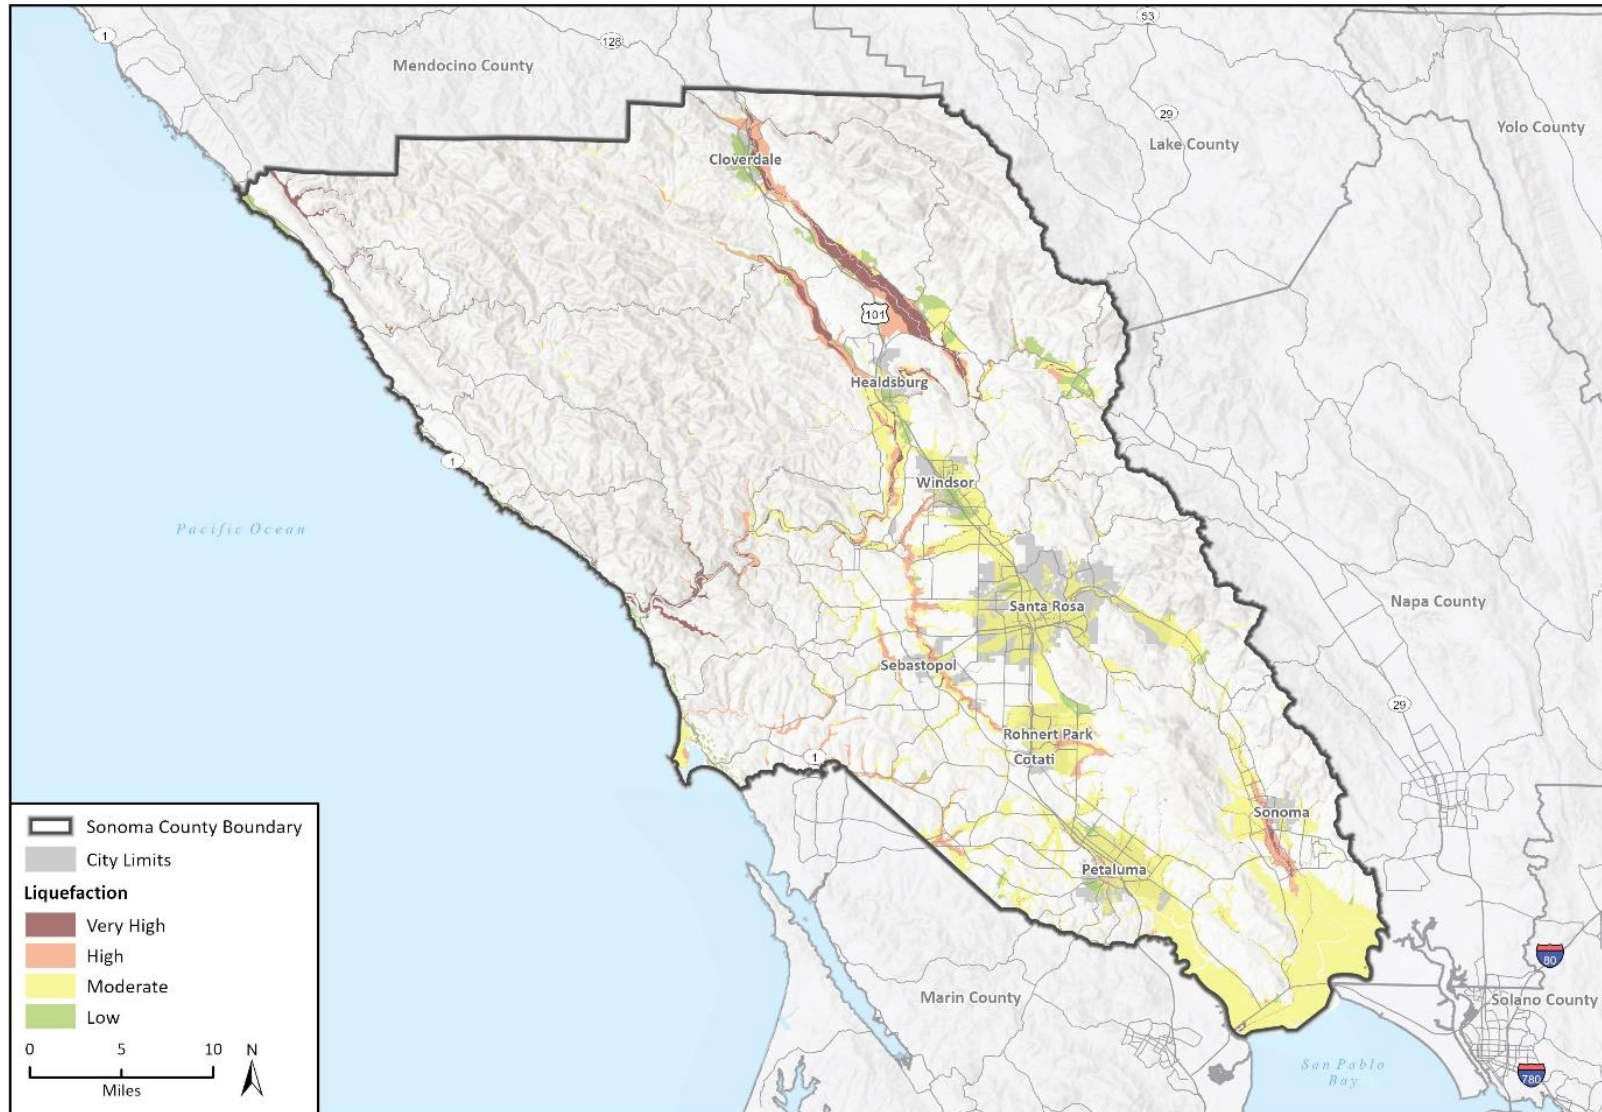 1
128
53
Mendocino County
29
Lake County
Yolo County
Cloverdale
101
Healdsburg
1
Windsor
Pacific Ocean
Santa Rosa
Napa County
Sebastopol
29
Rohnert Park
Cotati
1
Sonoma
Petaluma
80
Marin County
Solano County
San Pablo
Bay
780
Sonoma County Boundary
City Limits
Liquefaction
Very High
High
Moderate
Low
0 5 10
Miles
N